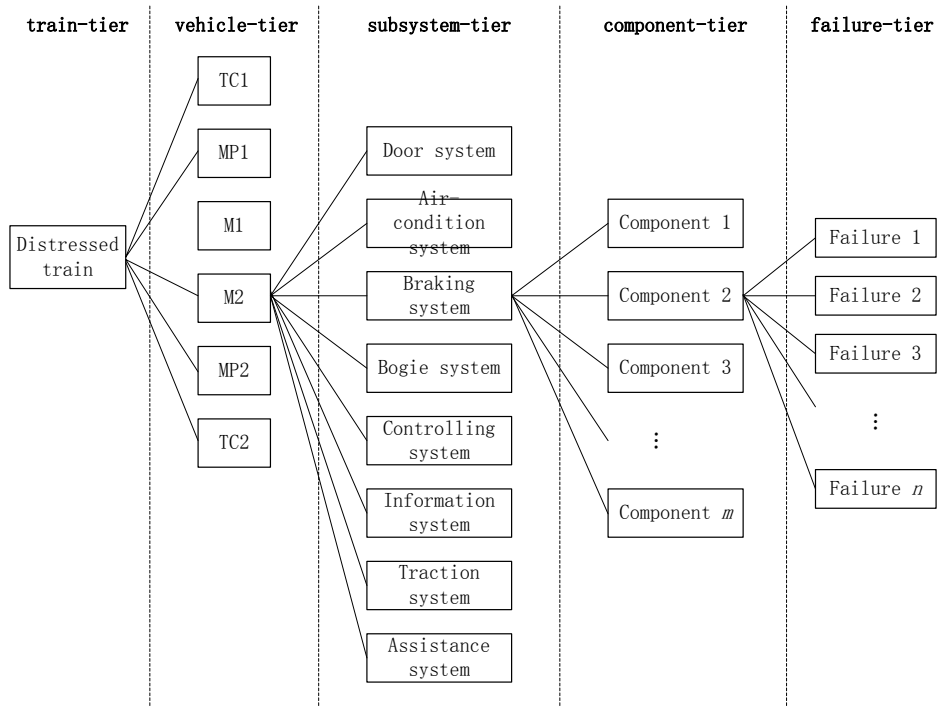 train-tier
vehicle-tier
subsystem-tier
component-tier
failure-tier
Distressed
train
TC1
MP1
M1
M2
MP2
TC2
Door system
Air-
condition
system
Braking
system
Bogie system
Controlling
system
Information
system
Traction
system
Assistance
system
Component 1
Component 2
Component 3
⋮
Component m
Failure 1
Failure 2
Failure 3
⋮
Failure n